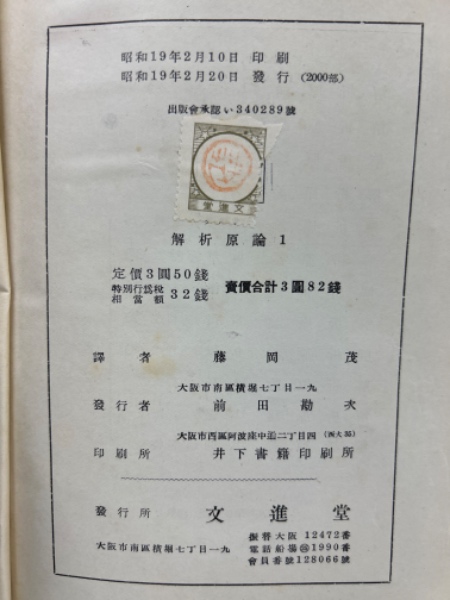 昭和19年2月10日 印刷
昭和19年2月20日 發行 (2000部)
出版會承認い340289號
堂進文
解析原論1
定價3圓50錢
特別行爲稅相當額 32錢 賣價合計3圓82錢
譯者 藤岡茂
大阪市南區橫堀七丁目一九
發行者 前田勘次
大阪市西區阿波座中通二丁目四
印刷所 井下書籍印刷所
發行所 文進堂
大阪市南區橫堀七丁目一九
振替大阪 12472番
電話船場 1990番
會員番號128066號